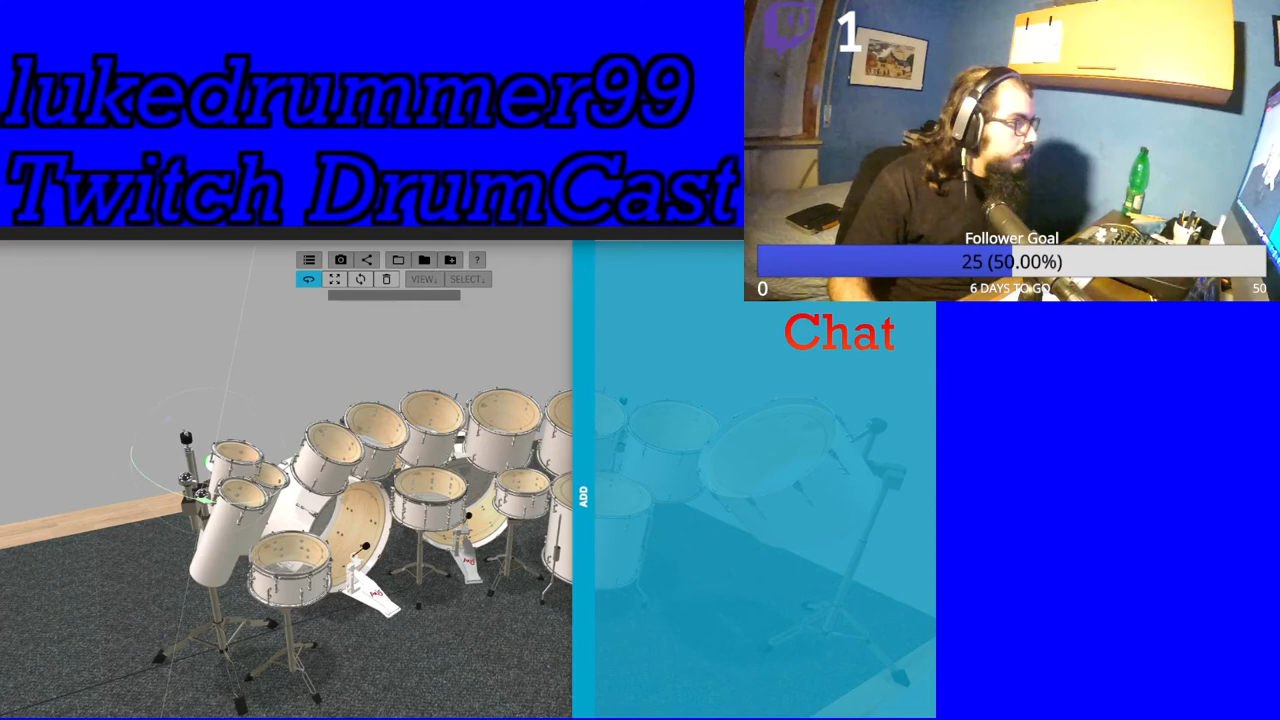 lukedrummer99
Twitch DrumCast
1
Follower Goal
25 (50.00%)
0
6 DAYS TO GO
50
?
VIEW
SELECT
Chat
ADD